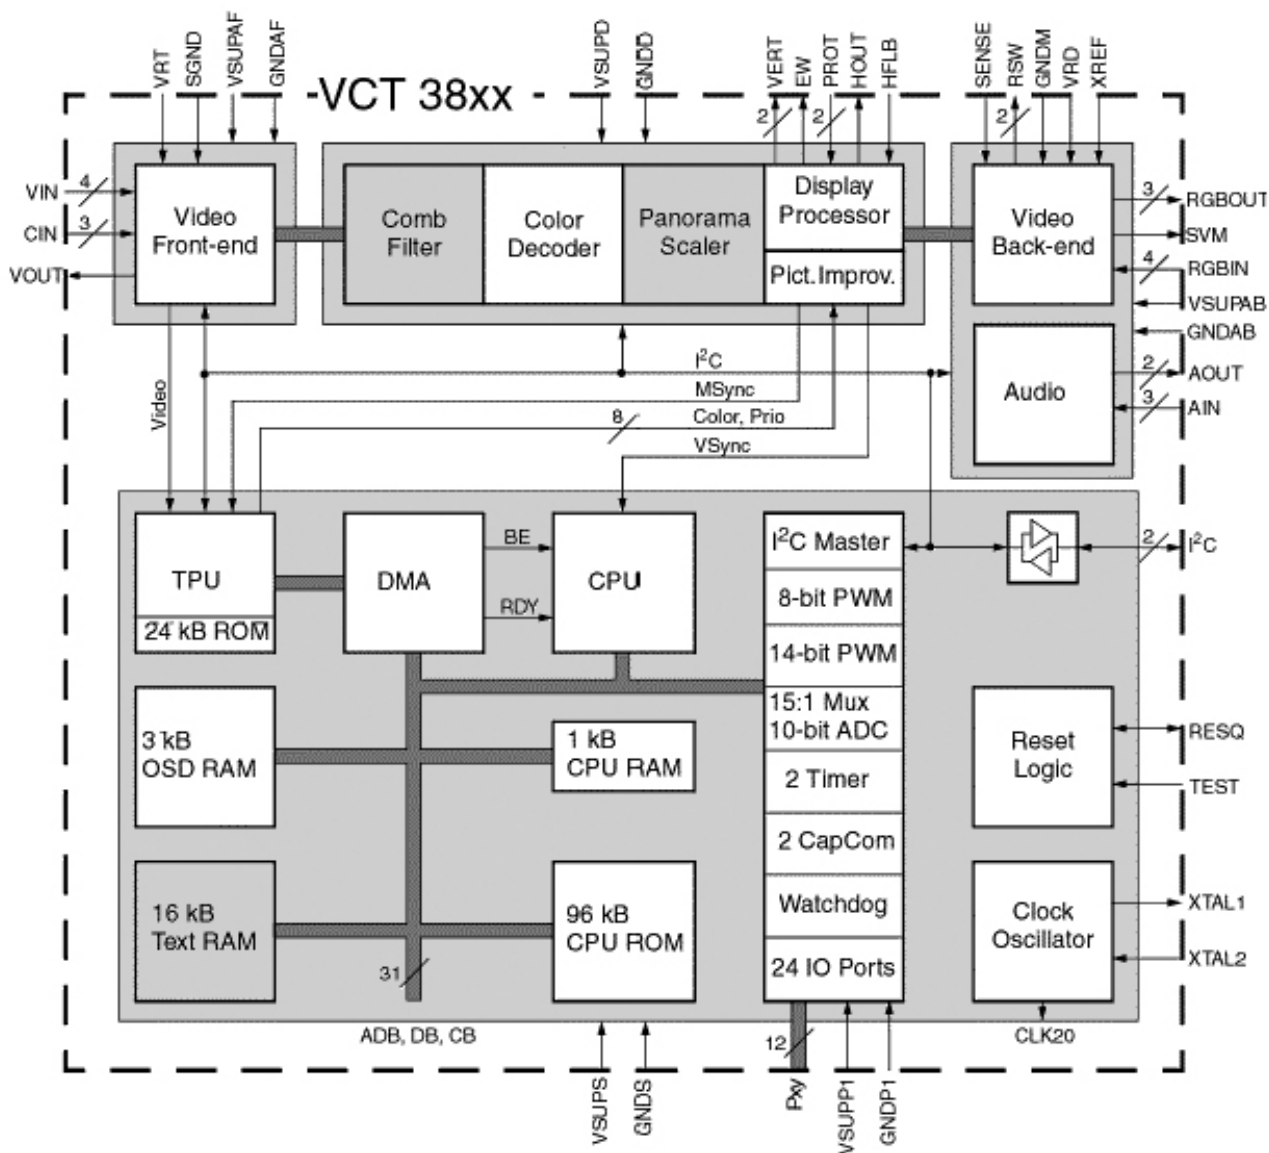 VRT
SGND
VSUPAF
GNDAF
VCT 38xx
VSUPD
GNDD
VERT
EW
PROT
HOUT
HFLB
SENSE
RSW
GNDM
VRD
XREF
2
2
2
VIN
4
CIN
3
VOUT
Video
Front-end
Comb
Filter
Color
Decoder
Panorama
Scaler
Display
Processor
Pict.Improv.
Video
Back-end
3
RGBOUT
SVM
4
RGBIN
VSUPAB
GNDAB
Audio
2
AOUT
3
AIN
Video
I²C
MSync
8
Color, Prio
VSync
TPU
24 kB ROM
DMA
BE
RDY
CPU
I²C Master
8-bit PWM
14-bit PWM
15:1 Mux
10-bit ADC
2 Timer
2 CapCom
Watchdog
24 IO Ports
2
I²C
3 kB
OSD RAM
1 kB
CPU RAM
Reset
Logic
RESQ
TEST
16 kB
Text RAM
96 kB
CPU ROM
31
Clock
Oscillator
XTAL1
XTAL2
ADB, DB, CB
12
CLK20
VSUPS
GNDS
Pxy
VSUPP1
GNDP1